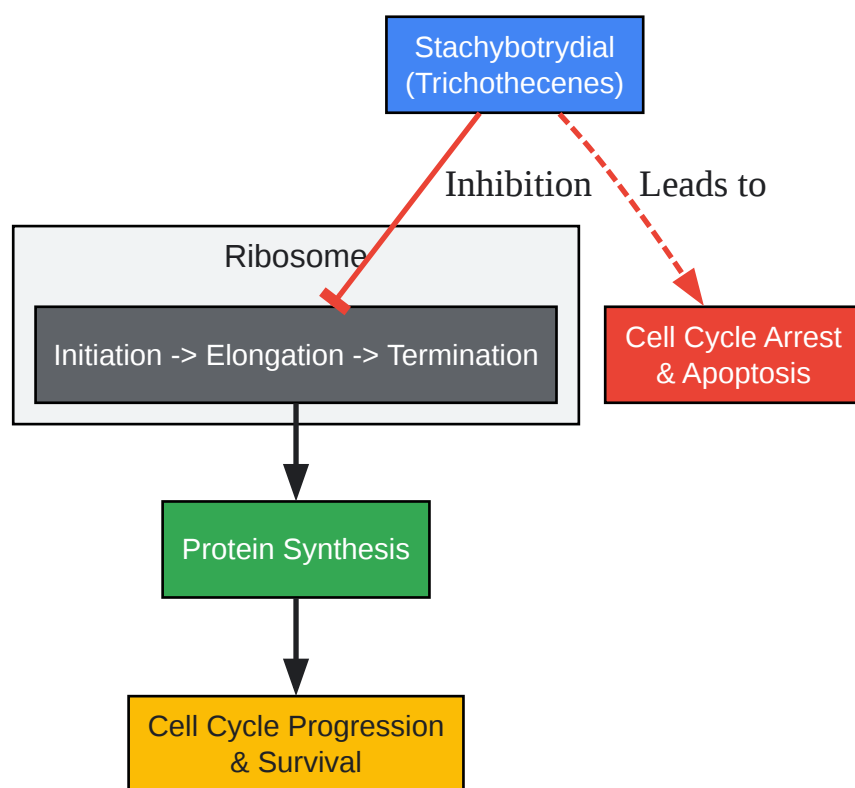 Stachybotrydial
(Trichothecenes)
Inhibition
Leads to
Ribosome
Initiation -> Elongation -> Termination
Cell Cycle Arrest
& Apoptosis
Protein Synthesis
Cell Cycle Progression
& Survival